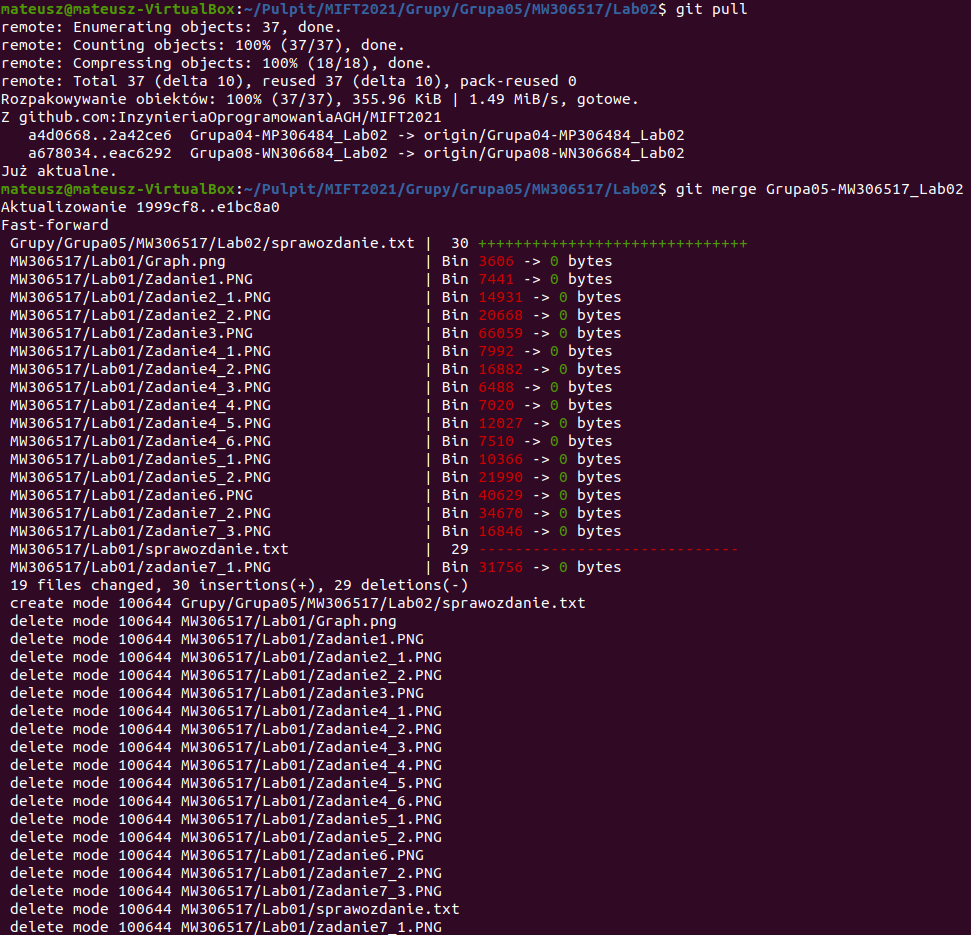 mateusz@mateusz-VirtualBox:~/Pulpit/MIFT2021/Grupy/Grupa05/MW306517/Lab02$ git pull
remote: Enumerating objects: 37, done.
remote: Counting objects: 100% (37/37), done.
remote: Compressing objects: 100% (18/18), done.
remote: Total 37 (delta 10), reused 37 (delta 10), pack-reused 0
Rozpakowywanie obiektów: 100% (37/37), 355.96 KiB | 1.49 MiB/s, gotowe.
Z github.com:InzynieriaOprogramowaniaAGH/MIFT2021
   a4d0668..2a42ce6  Grupa04-MP306484_Lab02 -> origin/Grupa04-MP306484_Lab02
   a678034..eac6292  Grupa08-WN306684_Lab02 -> origin/Grupa08-WN306684_Lab02
Już aktualne.
mateusz@mateusz-VirtualBox:~/Pulpit/MIFT2021/Grupy/Grupa05/MW306517/Lab02$ git merge Grupa05-MW306517_Lab02
Aktualizowanie 1999cf8..e1bc8a0
Fast-forward
 Grupy/Grupa05/MW306517/Lab02/sprawozdanie.txt |  30 ++++++++++++++++++++++++++++++
 MW306517/Lab01/Graph.png                      | Bin 3606 -> 0 bytes
 MW306517/Lab01/Zadanie1.PNG                   | Bin 7441 -> 0 bytes
 MW306517/Lab01/Zadanie2_1.PNG                 | Bin 14931 -> 0 bytes
 MW306517/Lab01/Zadanie2_2.PNG                 | Bin 20668 -> 0 bytes
 MW306517/Lab01/Zadanie3.PNG                   | Bin 66059 -> 0 bytes
 MW306517/Lab01/Zadanie4_1.PNG                 | Bin 7992 -> 0 bytes
 MW306517/Lab01/Zadanie4_2.PNG                 | Bin 16882 -> 0 bytes
 MW306517/Lab01/Zadanie4_3.PNG                 | Bin 6488 -> 0 bytes
 MW306517/Lab01/Zadanie4_4.PNG                 | Bin 7020 -> 0 bytes
 MW306517/Lab01/Zadanie4_5.PNG                 | Bin 12027 -> 0 bytes
 MW306517/Lab01/Zadanie4_6.PNG                 | Bin 7510 -> 0 bytes
 MW306517/Lab01/Zadanie5_1.PNG                 | Bin 10366 -> 0 bytes
 MW306517/Lab01/Zadanie5_2.PNG                 | Bin 21990 -> 0 bytes
 MW306517/Lab01/Zadanie6.PNG                   | Bin 40629 -> 0 bytes
 MW306517/Lab01/Zadanie7_2.PNG                 | Bin 34670 -> 0 bytes
 MW306517/Lab01/Zadanie7_3.PNG                 | Bin 16846 -> 0 bytes
 MW306517/Lab01/sprawozdanie.txt               |  29 -----------------------------
 MW306517/Lab01/zadanie7_1.PNG                 | Bin 31756 -> 0 bytes
 19 files changed, 30 insertions(+), 29 deletions(-)
 create mode 100644 Grupy/Grupa05/MW306517/Lab02/sprawozdanie.txt
 delete mode 100644 MW306517/Lab01/Graph.png
 delete mode 100644 MW306517/Lab01/Zadanie1.PNG
 delete mode 100644 MW306517/Lab01/Zadanie2_1.PNG
 delete mode 100644 MW306517/Lab01/Zadanie2_2.PNG
 delete mode 100644 MW306517/Lab01/Zadanie3.PNG
 delete mode 100644 MW306517/Lab01/Zadanie4_1.PNG
 delete mode 100644 MW306517/Lab01/Zadanie4_2.PNG
 delete mode 100644 MW306517/Lab01/Zadanie4_3.PNG
 delete mode 100644 MW306517/Lab01/Zadanie4_4.PNG
 delete mode 100644 MW306517/Lab01/Zadanie4_5.PNG
 delete mode 100644 MW306517/Lab01/Zadanie4_6.PNG
 delete mode 100644 MW306517/Lab01/Zadanie5_1.PNG
 delete mode 100644 MW306517/Lab01/Zadanie5_2.PNG
 delete mode 100644 MW306517/Lab01/Zadanie6.PNG
 delete mode 100644 MW306517/Lab01/Zadanie7_2.PNG
 delete mode 100644 MW306517/Lab01/Zadanie7_3.PNG
 delete mode 100644 MW306517/Lab01/sprawozdanie.txt
 delete mode 100644 MW306517/Lab01/zadanie7_1.PNG